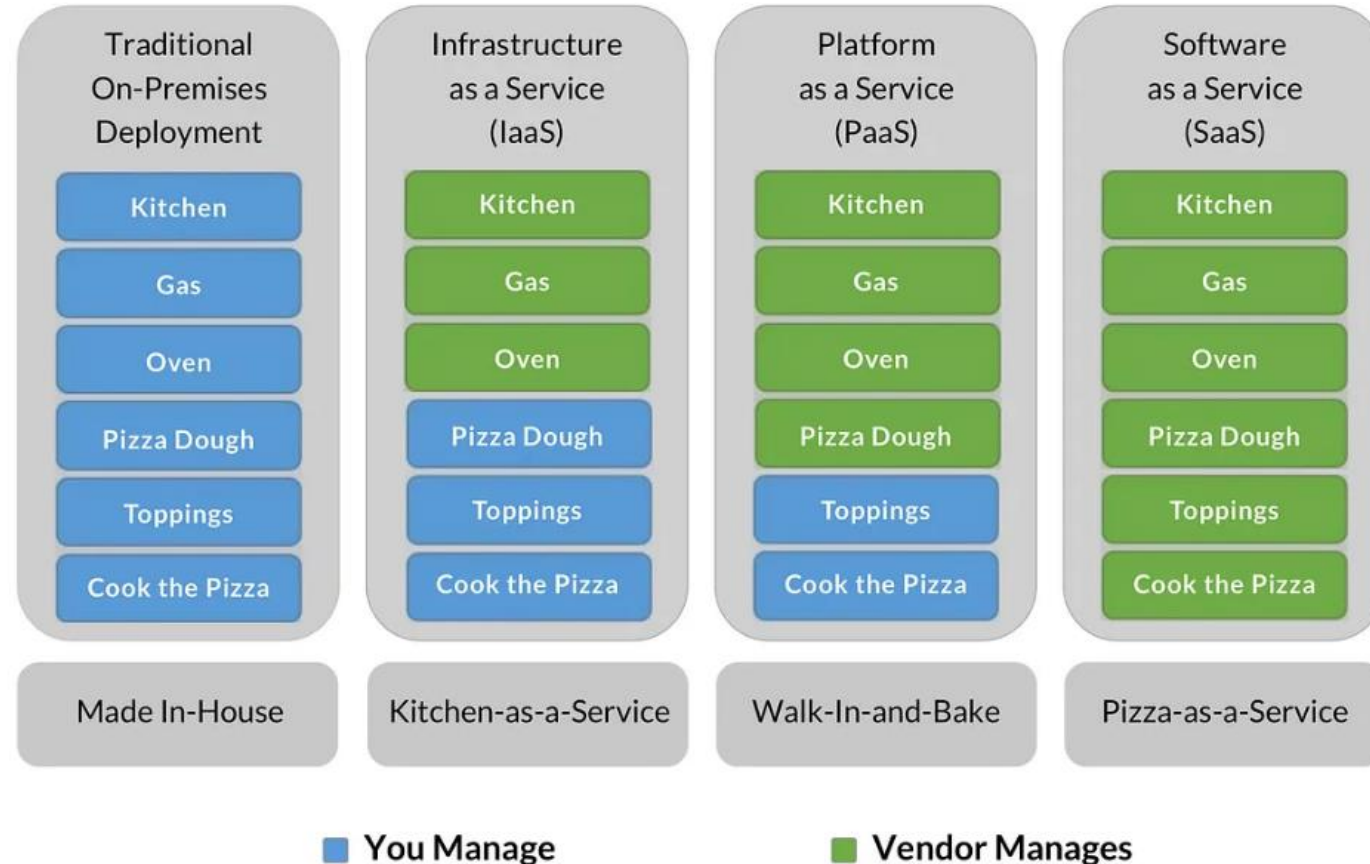 Traditional
On-Premises
Deployment
Kitchen
Gas
Oven
Pizza Dough
Toppings
Cook the Pizza
Made In-House
Infrastructure
as a Service
(IaaS)
Kitchen
Gas
Oven
Pizza Dough
Toppings
Cook the Pizza
Kitchen-as-a-Service
Platform
as a Service
(PaaS)
Kitchen
Gas
Oven
Pizza Dough
Toppings
Cook the Pizza
Walk-In-and-Bake
Software
as a Service
(SaaS)
Kitchen
Gas
Oven
Pizza Dough
Toppings
Cook the Pizza
Pizza-as-a-Service
You Manage
Vendor Manages